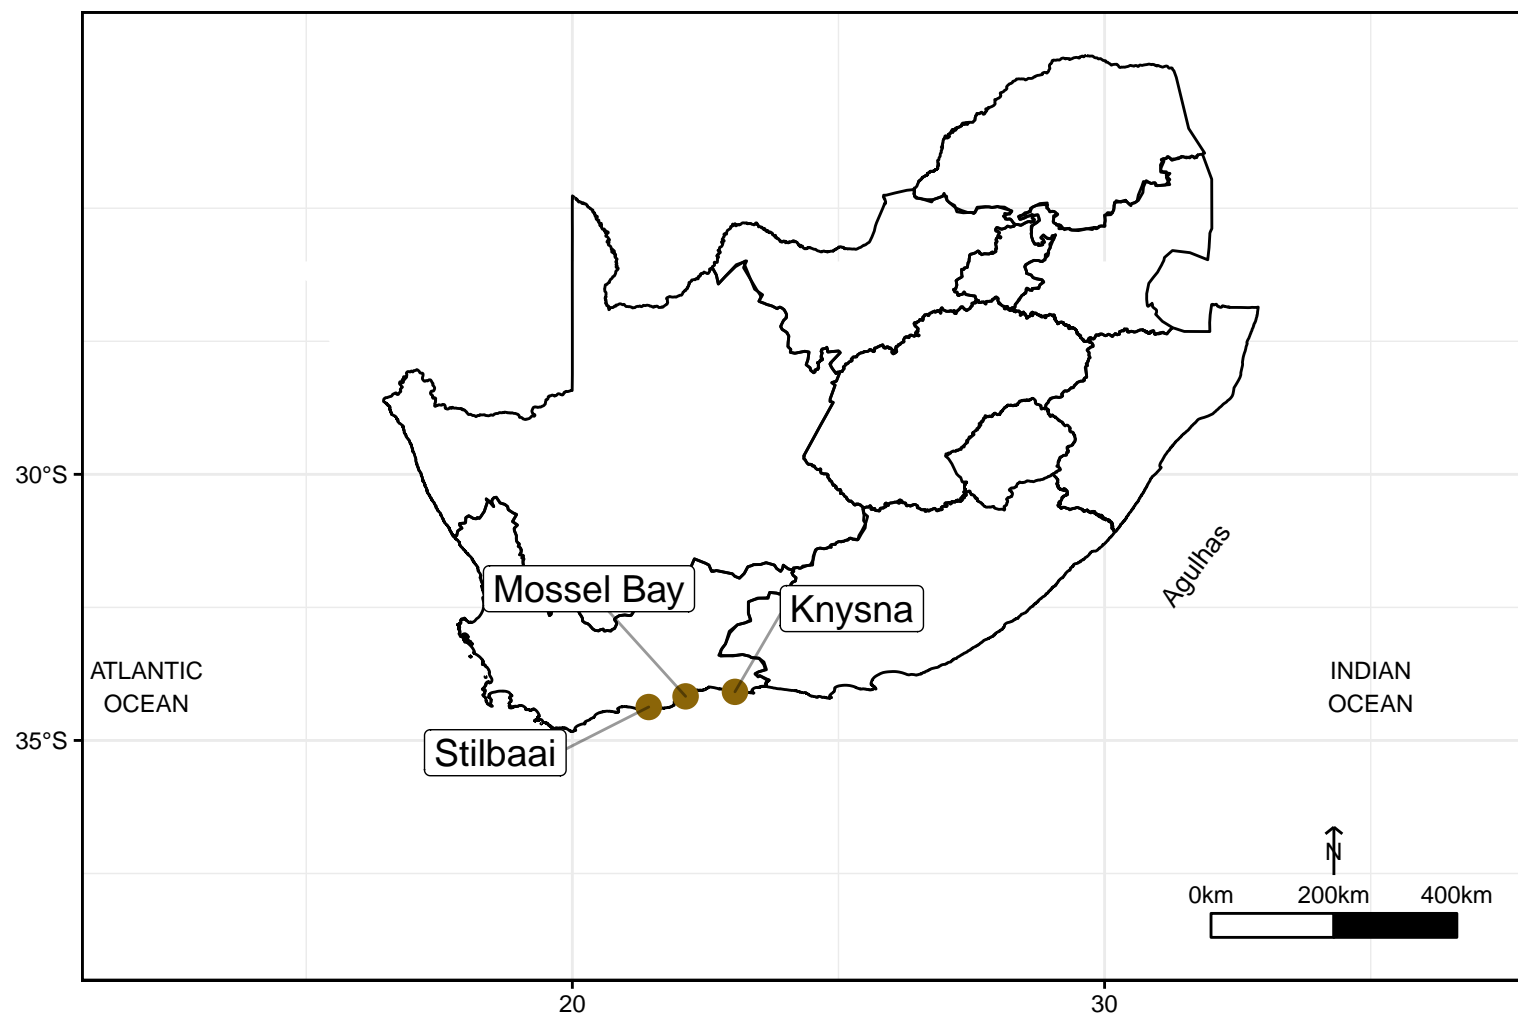 30°S
Agulhas
Mossel Bay
Knysna
ATLANTIC
OCEAN
INDIAN
OCEAN
35°S
Stilbaai
N
0km 200km 400km
20 30